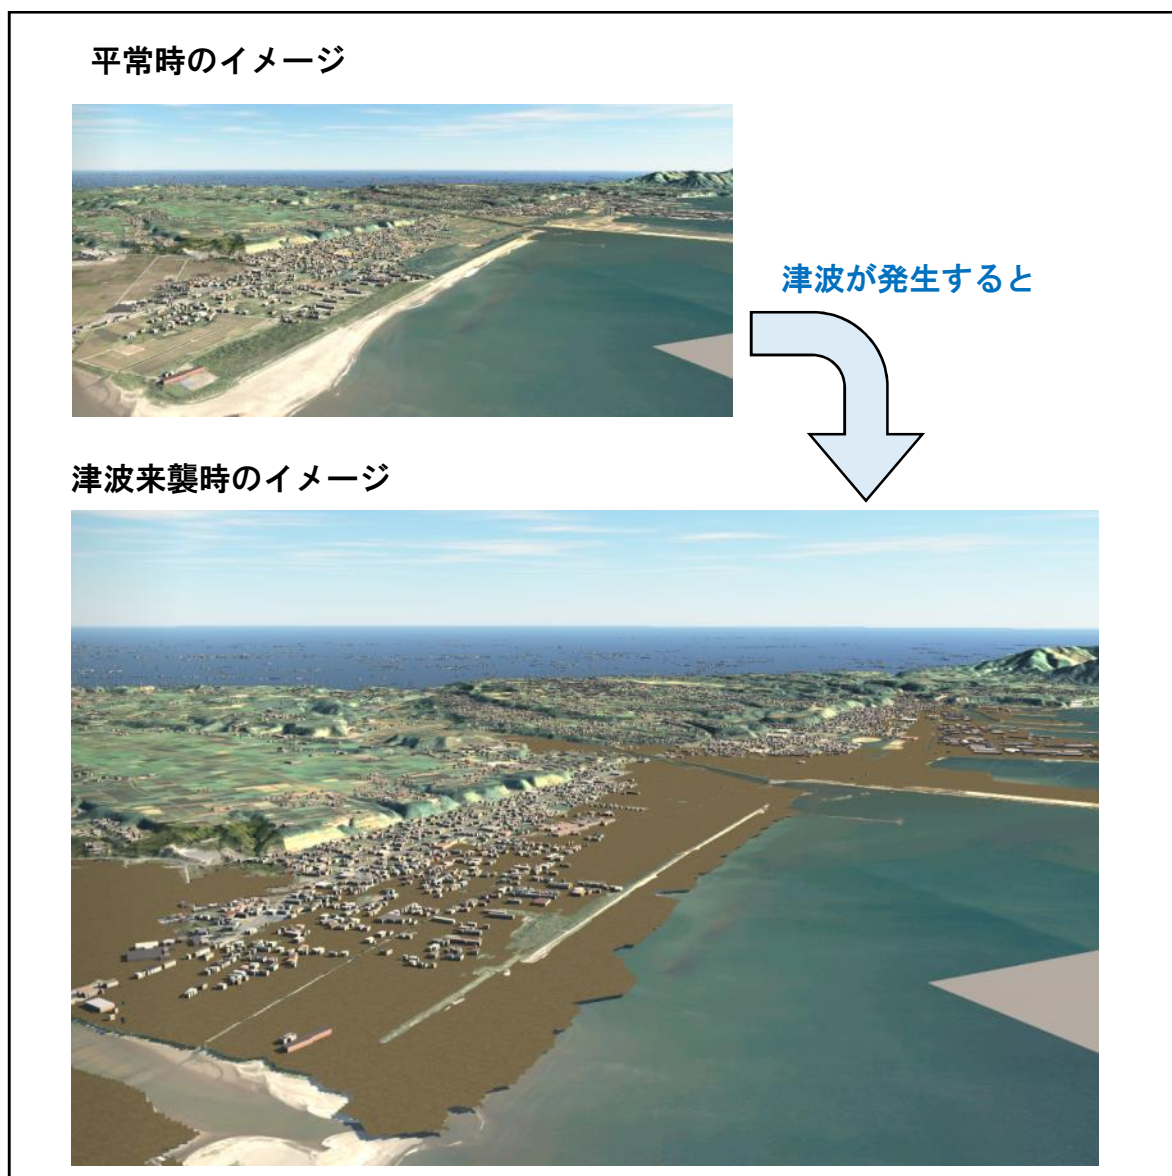 平常時のイメージ
津波が発生すると
津波来襲時のイメージ